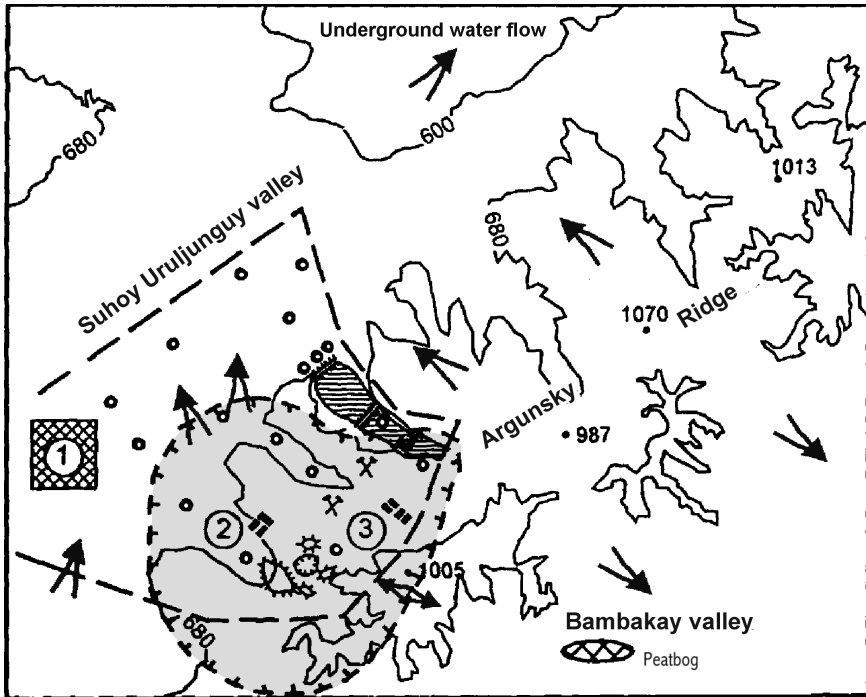 Underground water flow
680
600
1013
Suhoy Uruljunguy valley
680
1070
Ridge
Argunsky
987
1
2
3
1005
680
Bambakay valley
Peatbog